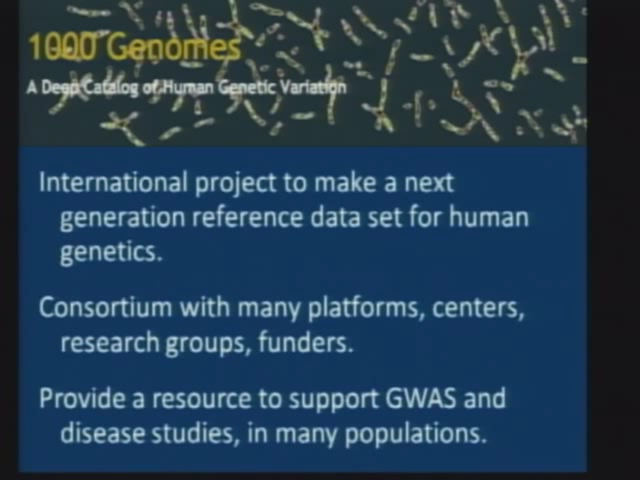 1000 Genomes
A Deep Catalog of Human Genetic Variation
International project to make a next
generation reference data set for human
genetics.
Consortium with many platforms, centers,
research groups, funders.
Provide a resource to support GWAS and
disease studies, in many populations.